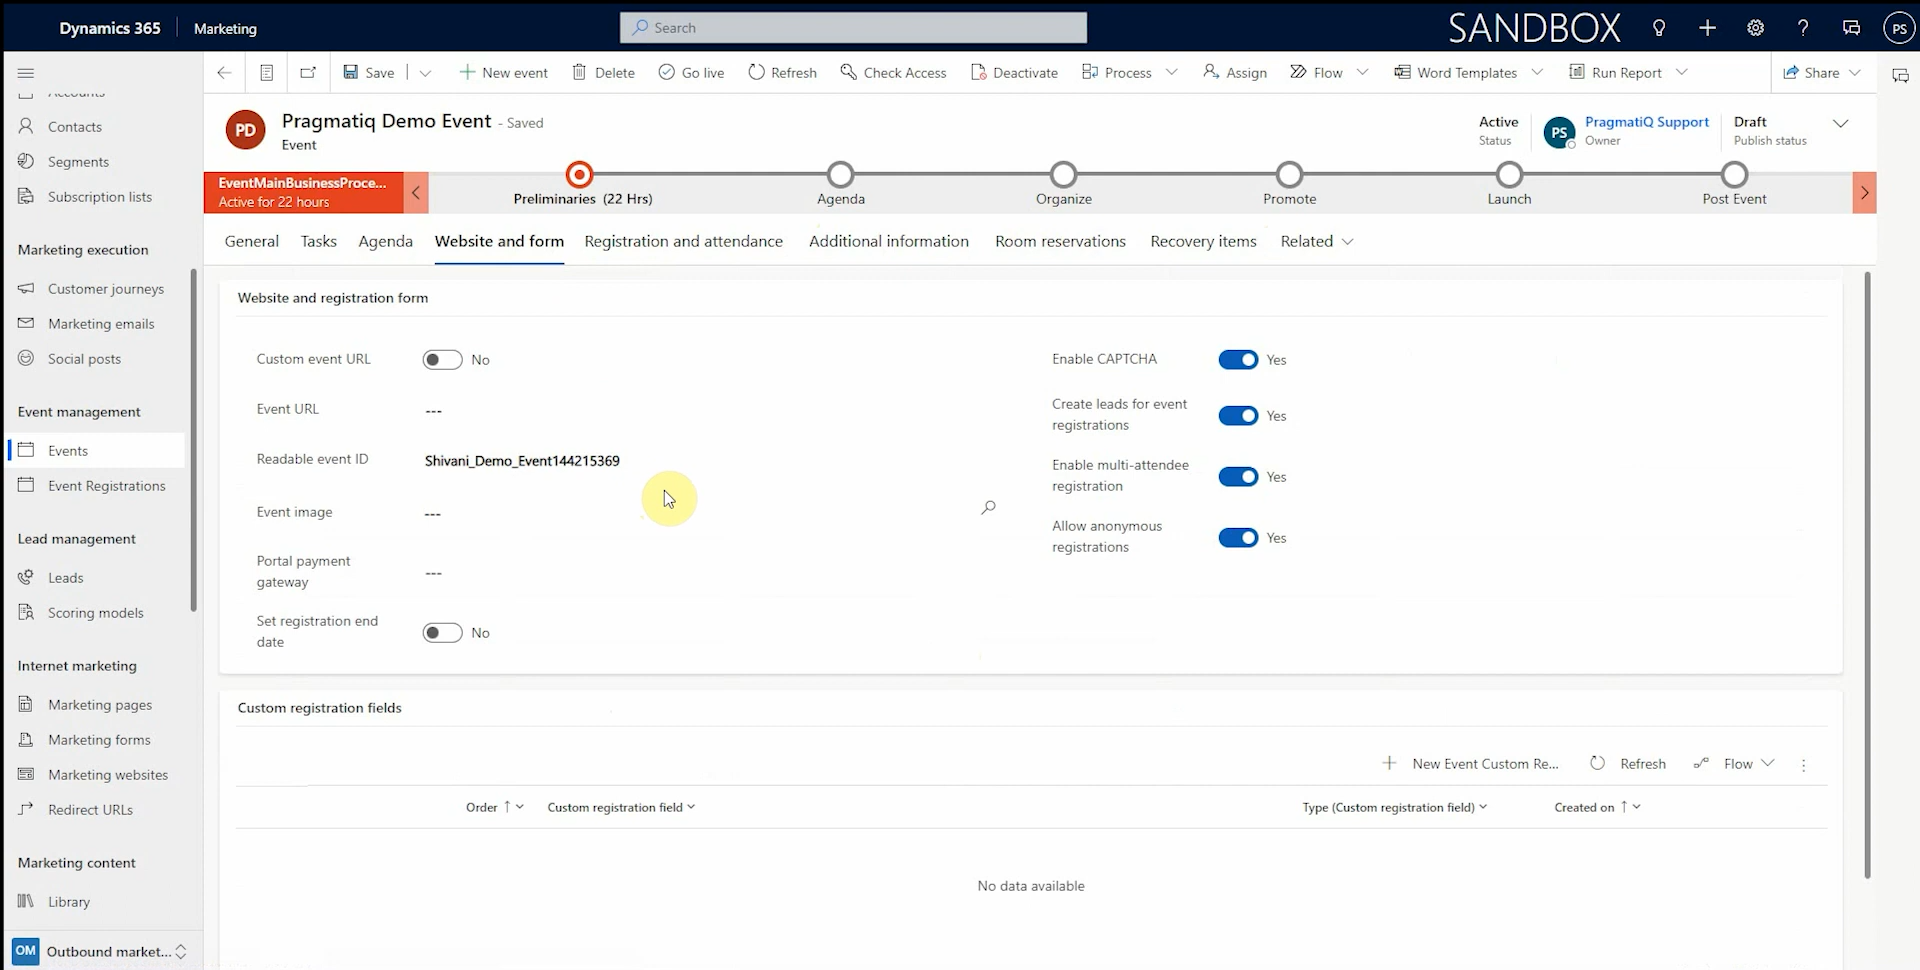 Dynamics 365
Marketing
Search
SANDBOX
PS
Save
New event
Delete
Go live
Refresh
Check Access
Deactivate
Process
Assign
Flow
Word Templates
Run Report
Share
Accounts
Contacts
Segments
Subscription lists
Marketing execution
Customer journeys
Marketing emails
Social posts
Event management
Events
Event Registrations
Lead management
Leads
Scoring models
Internet marketing
Marketing pages
Marketing forms
Marketing websites
Redirect URLs
Marketing content
Library
OM
Outbound market...
PD
Pragmatiq Demo Event - Saved
Event
Active
Status
PS
PragmatiQ Support
Owner
Draft
Publish status
EventMainBusinessProce...
Active for 22 hours
Preliminaries (22 Hrs)
Agenda
Organize
Promote
Launch
Post Event
General
Tasks
Agenda
Website and form
Registration and attendance
Additional information
Room reservations
Recovery items
Related
Website and registration form
Custom event URL
No
Event URL
---
Readable event ID
Shivani_Demo_Event144215369
Event image
---
Portal payment
gateway
---
Set registration end
date
No
Enable CAPTCHA
Yes
Create leads for event
registrations
Yes
Enable multi-attendee
registration
Yes
Allow anonymous
registrations
Yes
Custom registration fields
New Event Custom Re...
Refresh
Flow
Order ↑
Custom registration field
Type (Custom registration field)
Created on ↑
No data available